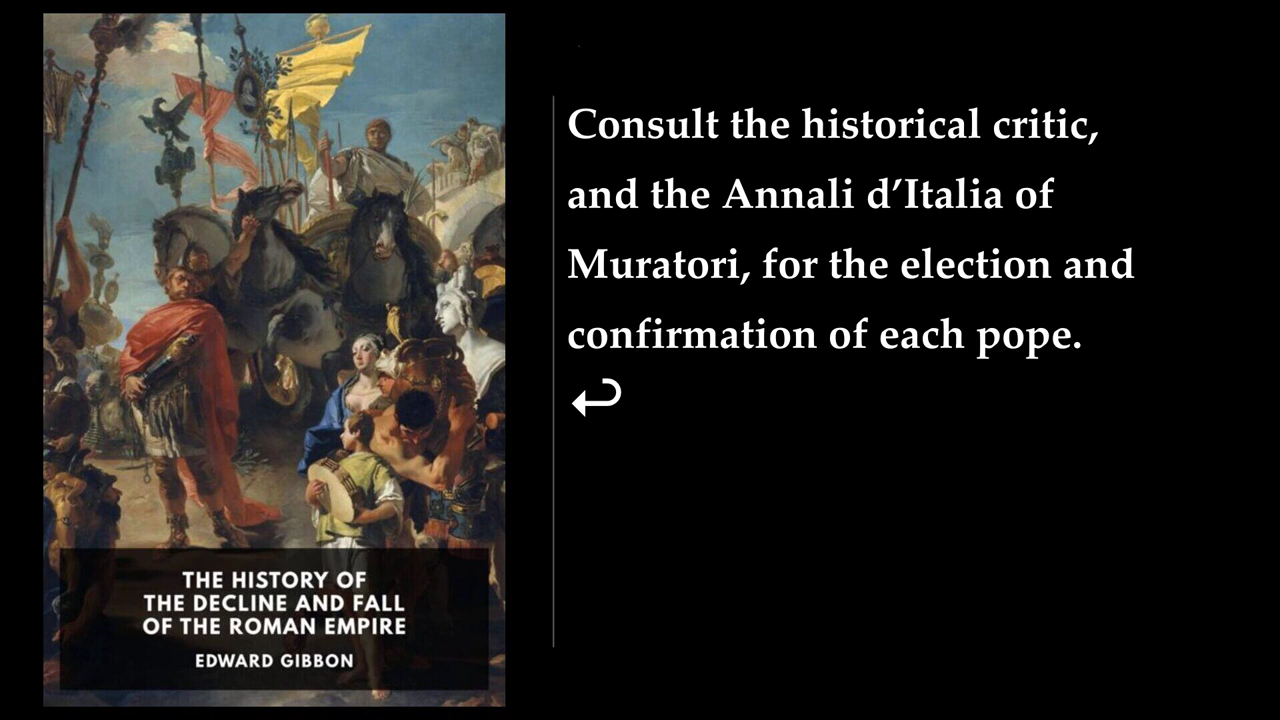 Consult the historical critic,
and the Annali d’Italia of
Muratori, for the election and
confirmation of each pope.
↩
THE HISTORY OF
THE DECLINE AND FALL
OF THE ROMAN EMPIRE
EDWARD GIBBON